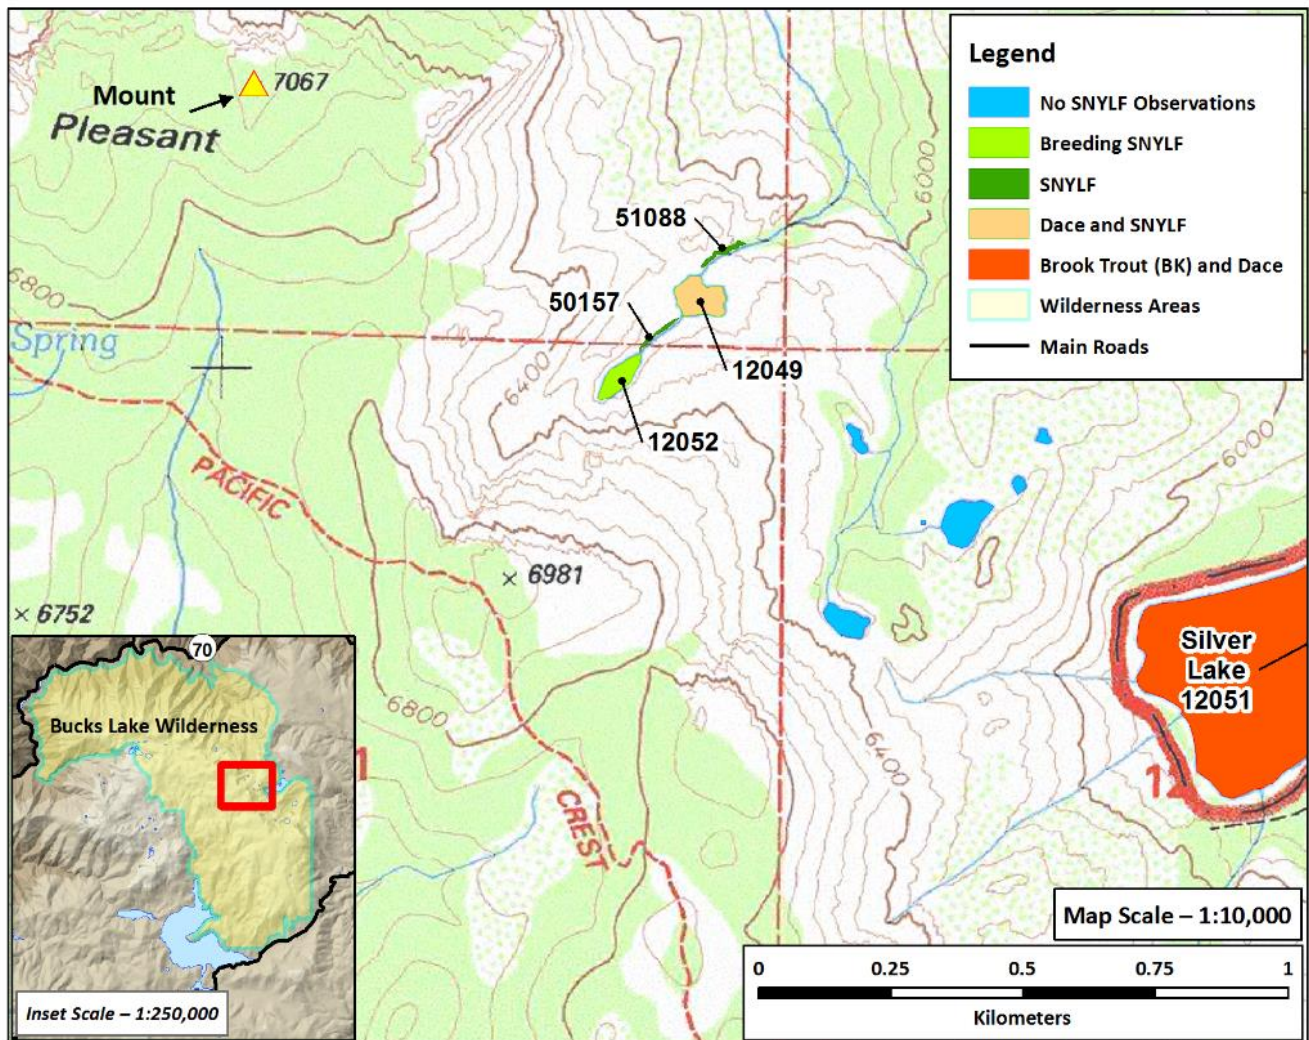 Mount
Pleasant
7067
Legend
No SNYLF Observations
Breeding SNYLF
SNYLF
Dace and SNYLF
Brook Trout (BK) and Dace
Wilderness Areas
Main Roads
6000
51088
6800
50157
Spring
12049
6400
12052
6000
PACIFIC
6981
6752
Silver
Lake
12051
70
Bucks Lake Wilderness
6800
1
6400
12
CREST
Map Scale – 1:10,000
0 0.25 0.5 0.75 1
Kilometers
Inset Scale – 1:250,000